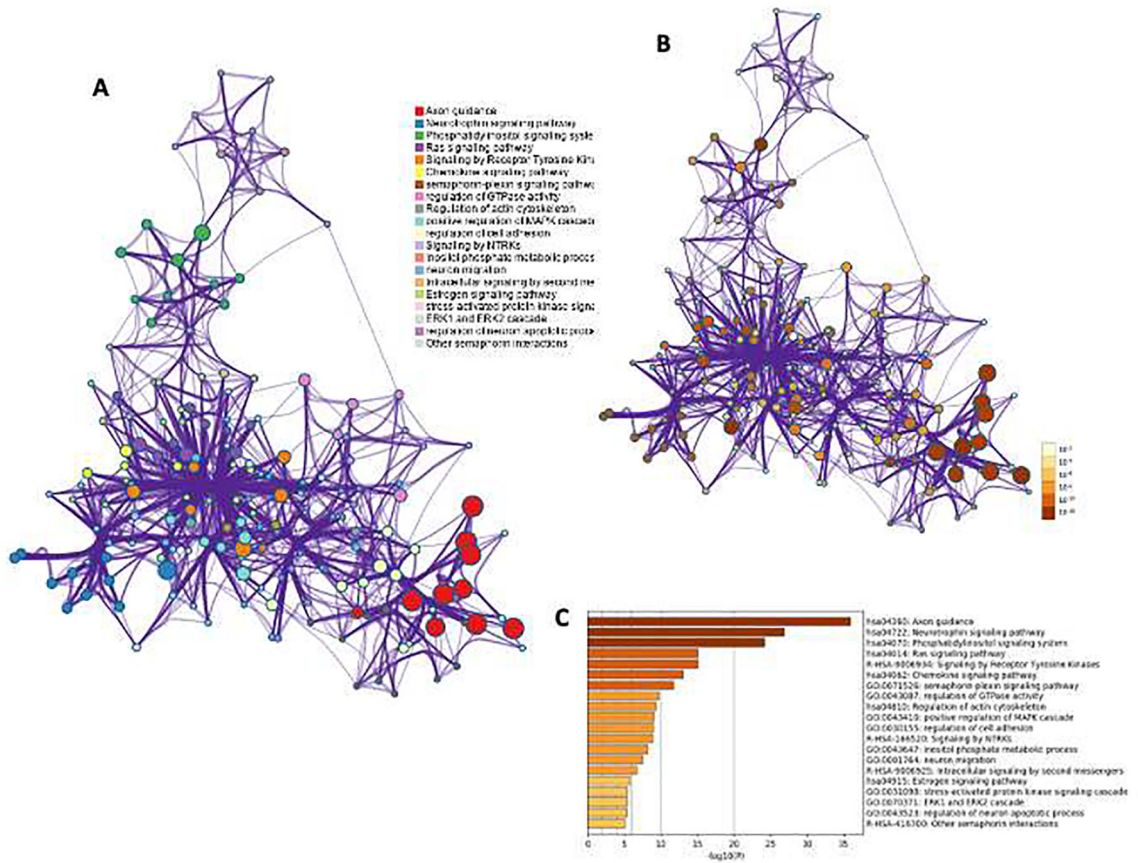 A
B
Axon guidance
Neurotrophin signaling pathway
Phosphatidylinositol signaling syste
Ras signaling pathway
Signaling by Receptor Tyrosine Kin
Chemokine signaling pathway
semaphorin-plexin signaling pathwa
regulation of GTPase activity
Regulation of actin cytoskeleton
positive regulation of MAPK cascad
regulation of cell adhesion
Signaling by NTRKs
inositol phosphate metabolic proces
neuron migration
Intracellular signaling by second me
Estrogen signaling pathway
stress-activated protein kinase signa
ERK1 and ERK2 cascade
regulation of neuron apoptotic proce
Other semaphorin interactions
C
hsa04360: Axon guidance
hsa04722: Neurotrophin signaling pathway
hsa04070: Phosphatidylinositol signaling system
hsa04014: Ras signaling pathway
R-HSA-9006934: Signaling by Receptor Tyrosine Kinases
hsa04062: Chemokine signaling pathway
GO:0071526: semaphorin-plexin signaling pathway
GO:0043087: regulation of GTPase activity
hsa04810: Regulation of actin cytoskeleton
GO:0043410: positive regulation of MAPK cascade
GO:0030155: regulation of cell adhesion
R-HSA-166520: Signaling by NTRKs
GO:0043647: inositol phosphate metabolic process
GO:0001764: neuron migration
R-HSA-9006925: Intracellular signaling by second messengers
hsa04915: Estrogen signaling pathway
GO:0031098: stress-activated protein kinase signaling cascade
GO:0070371: ERK1 and ERK2 cascade
GO:0043523: regulation of neuron apoptotic process
R-HSA-416700: Other semaphorin interactions
0 5 10 15 20 25 30 35
-log10(P)